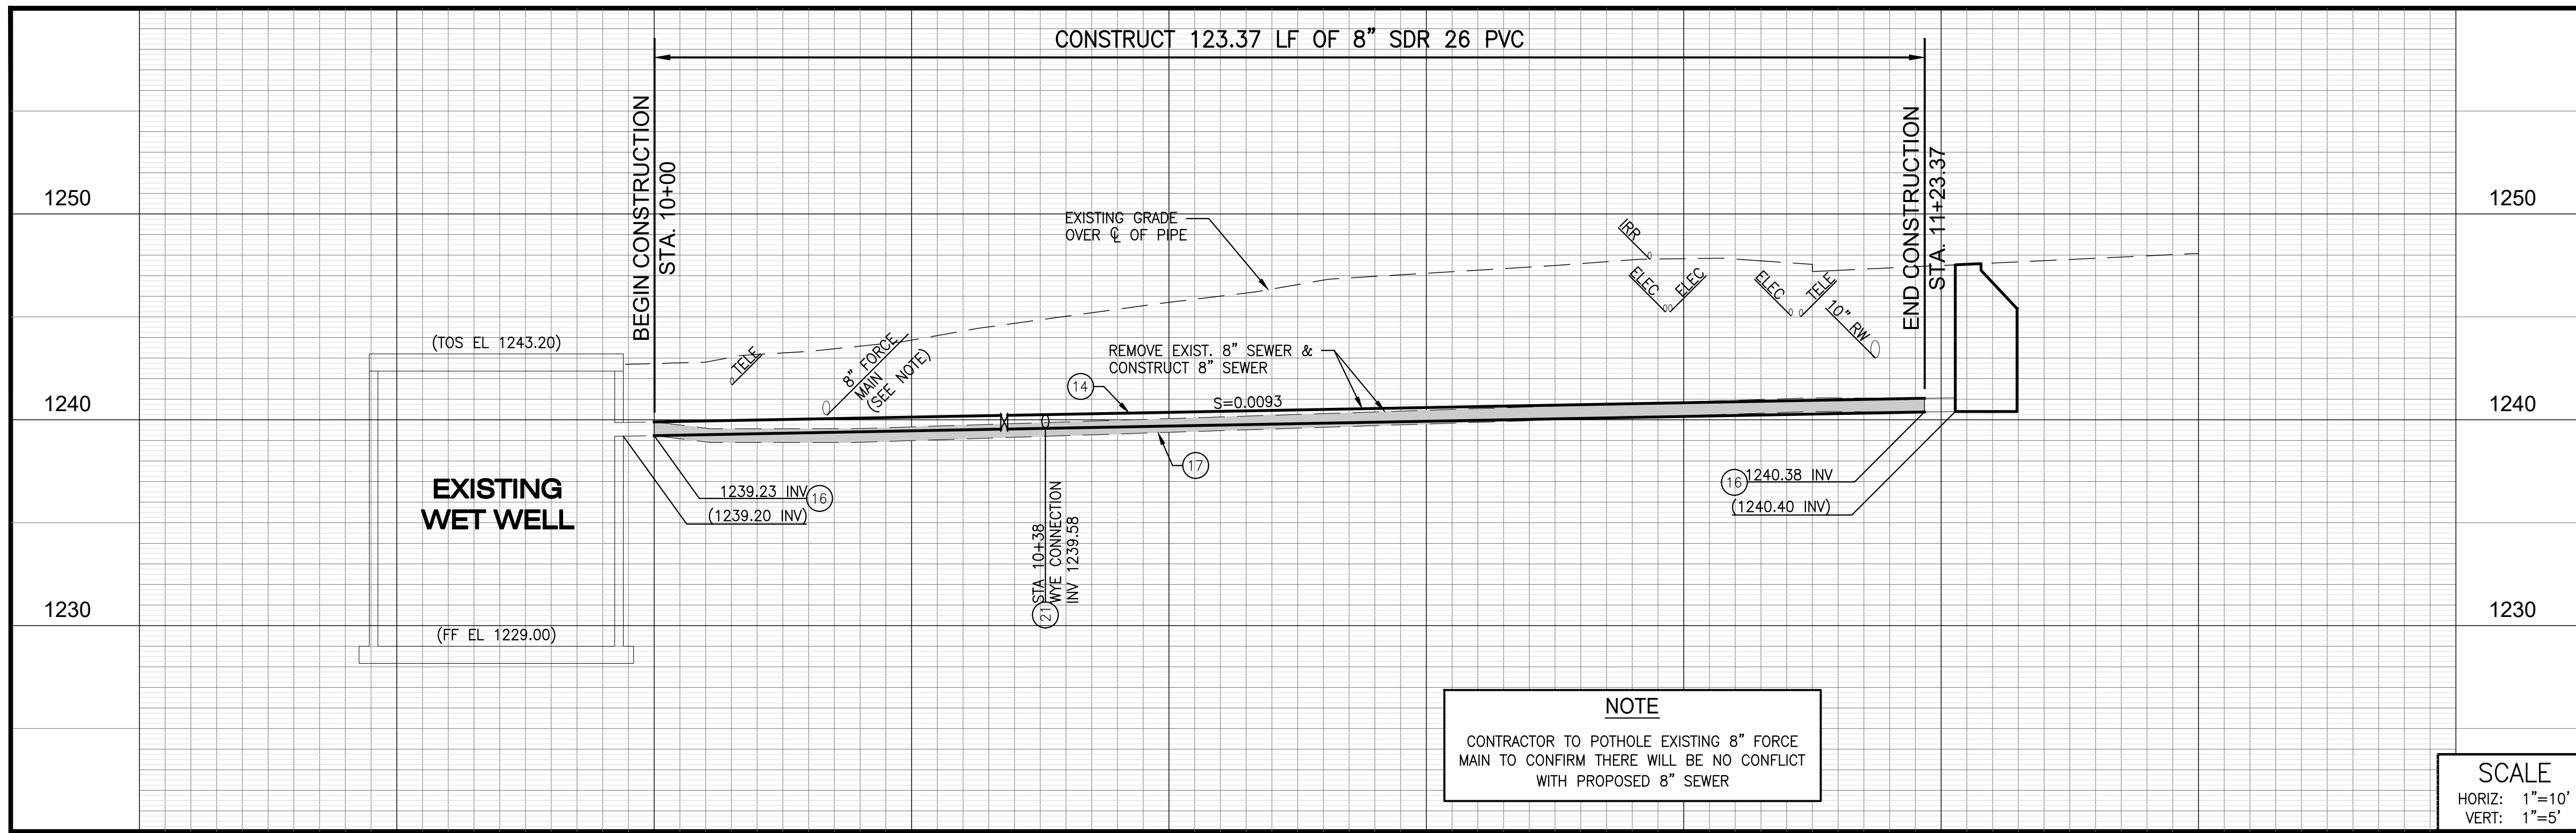 CONSTRUCT 123.37 LF OF 8" SDR 26 PVC
BEGIN CONSTRUCTION
STA. 10+00
END CONSTRUCTION
STA. 11+23.37
1250
1250
EXISTING GRADE
OVER ℄ OF PIPE
IRR
ELEC
ELEC
ELEC
TELE
10" RW
(TOS EL 1243.20)
TELE
8" FORCE
MAIN
(SEE NOTE)
REMOVE EXIST. 8" SEWER &
CONSTRUCT 8" SEWER
14
S=0.0093
1240
1240
17
EXISTING
WET WELL
1239.23 INV 16
(1239.20 INV)
STA 10+38
WYE CONNECTION
INV 1239.58
21
16 1240.38 INV
(1240.40 INV)
1230
1230
(FF EL 1229.00)
NOTE
CONTRACTOR TO POTHOLE EXISTING 8" FORCE
MAIN TO CONFIRM THERE WILL BE NO CONFLICT
WITH PROPOSED 8" SEWER
SCALE
HORIZ: 1"=10'
VERT: 1"=5'